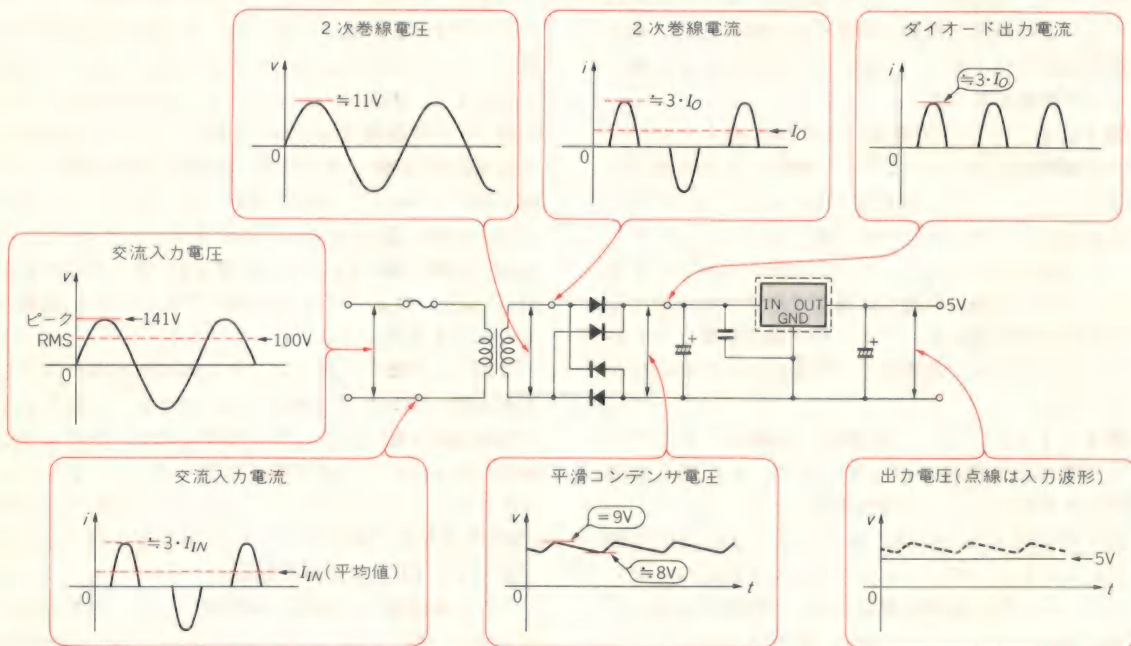 2次巻線電圧
v
≒11V
0
2次巻線電流
i
≒3・IO
IO
0
ダイオード出力電流
i
≒3・IO
0
交流入力電圧
v
ピーク
141V
RMS
100V
0
IN OUT
GND
5V
+
+
交流入力電流
i
≒3・IIN
IIN(平均値)
0
平滑コンデンサ電圧
v
=9V
≒8V
0
t
出力電圧(点線は入力波形)
v
5V
0
t